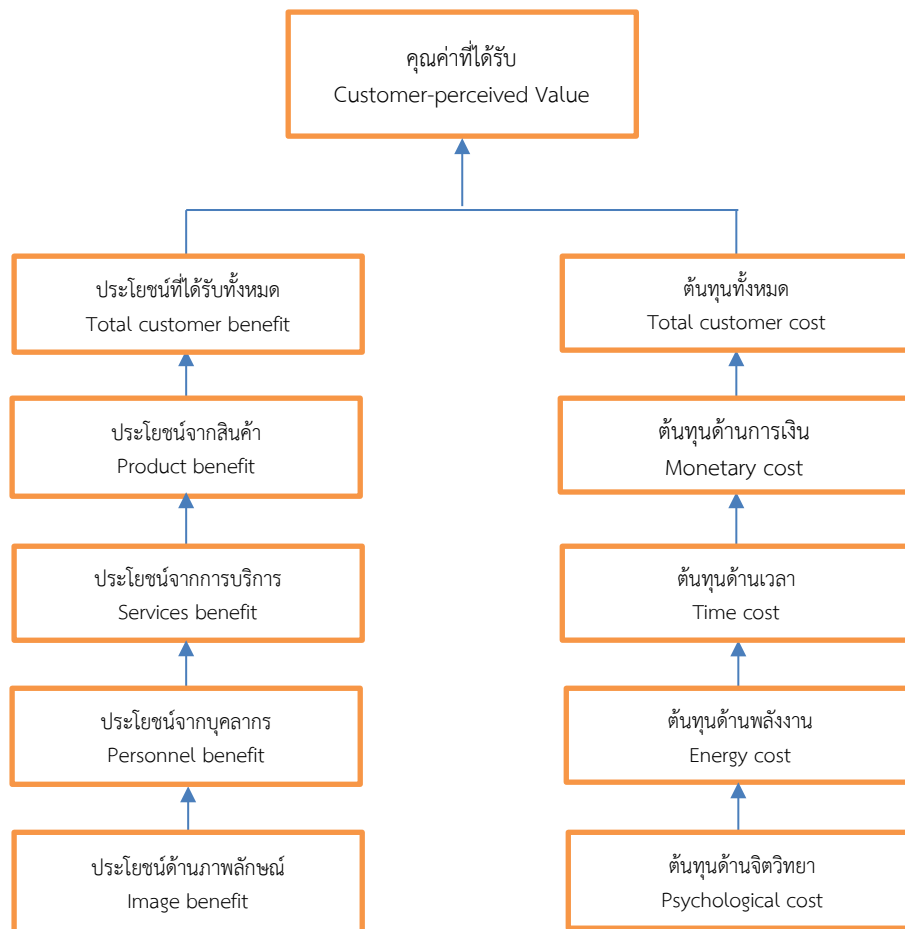 คุณค่าที่ได้รับ
Customer-perceived Value
ประโยชน์ที่ได้รับทั้งหมด
Total customer benefit
ต้นทุนทั้งหมด
Total customer cost
ประโยชน์จากสินค้า
Product benefit
ต้นทุนด้านการเงิน
Monetary cost
ประโยชน์จากการบริการ
Services benefit
ต้นทุนด้านเวลา
Time cost
ประโยชน์จากบุคลากร
Personnel benefit
ต้นทุนด้านพลังงาน
Energy cost
ประโยชน์ด้านภาพลักษณ์
Image benefit
ต้นทุนด้านจิตวิทยา
Psychological cost